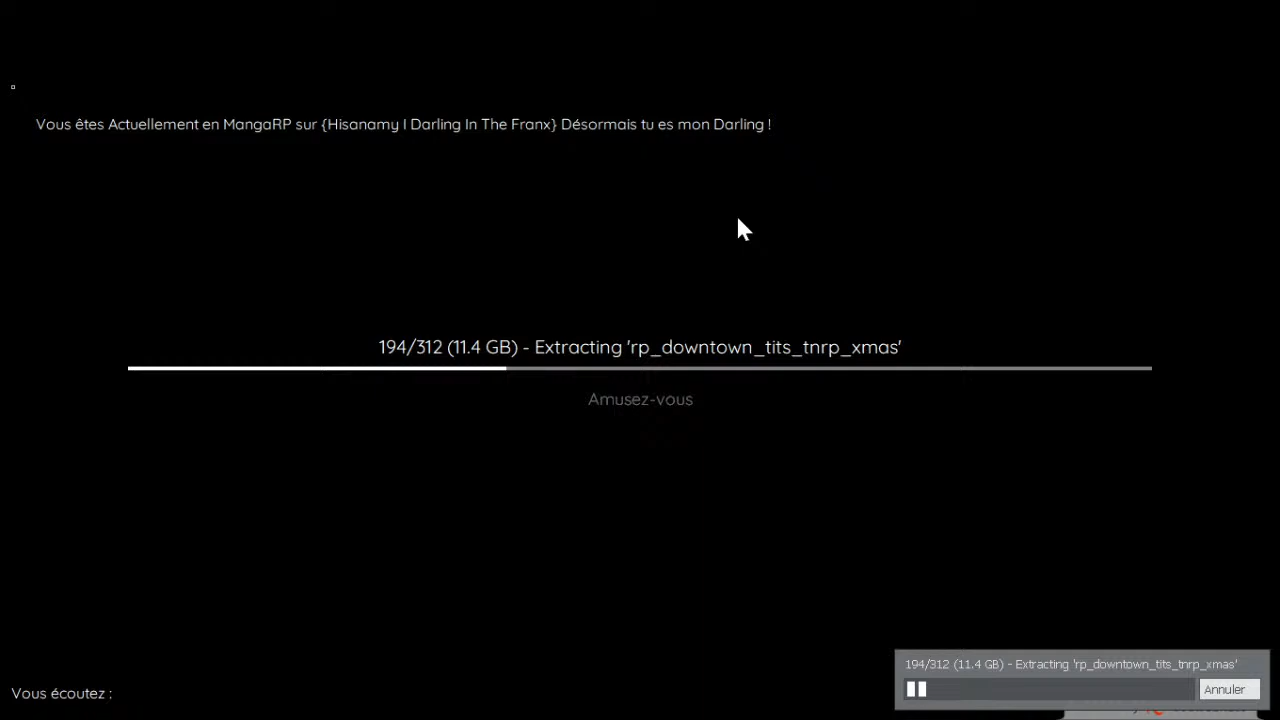 Vous êtes Actuellement en MangaRP sur {Hisanamy I Darling In The Franx} Désormais tu es mon Darling !
194/312 (11.4 GB) - Extracting 'rp_downtown_tits_tnrp_xmas'
Amusez-vous
Vous écoutez :
194/312 (11.4 GB) - Extracting 'rp_downtown_tits_tnrp_xmas'
Annuler